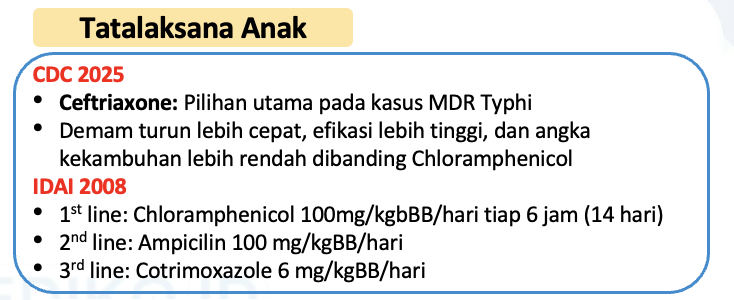 Tatalaksana Anak
CDC 2025
• Ceftriaxone: Pilihan utama pada kasus MDR Typhi
• Demam turun lebih cepat, efikasi lebih tinggi, dan angka
kekambuhan lebih rendah dibanding Chloramphenicol
IDAI 2008
• 1st line: Chloramphenicol 100mg/kgbBB/hari tiap 6 jam (14 hari)
• 2nd line: Ampicilin 100 mg/kgBB/hari
• 3rd line: Cotrimoxazole 6 mg/kgBB/hari